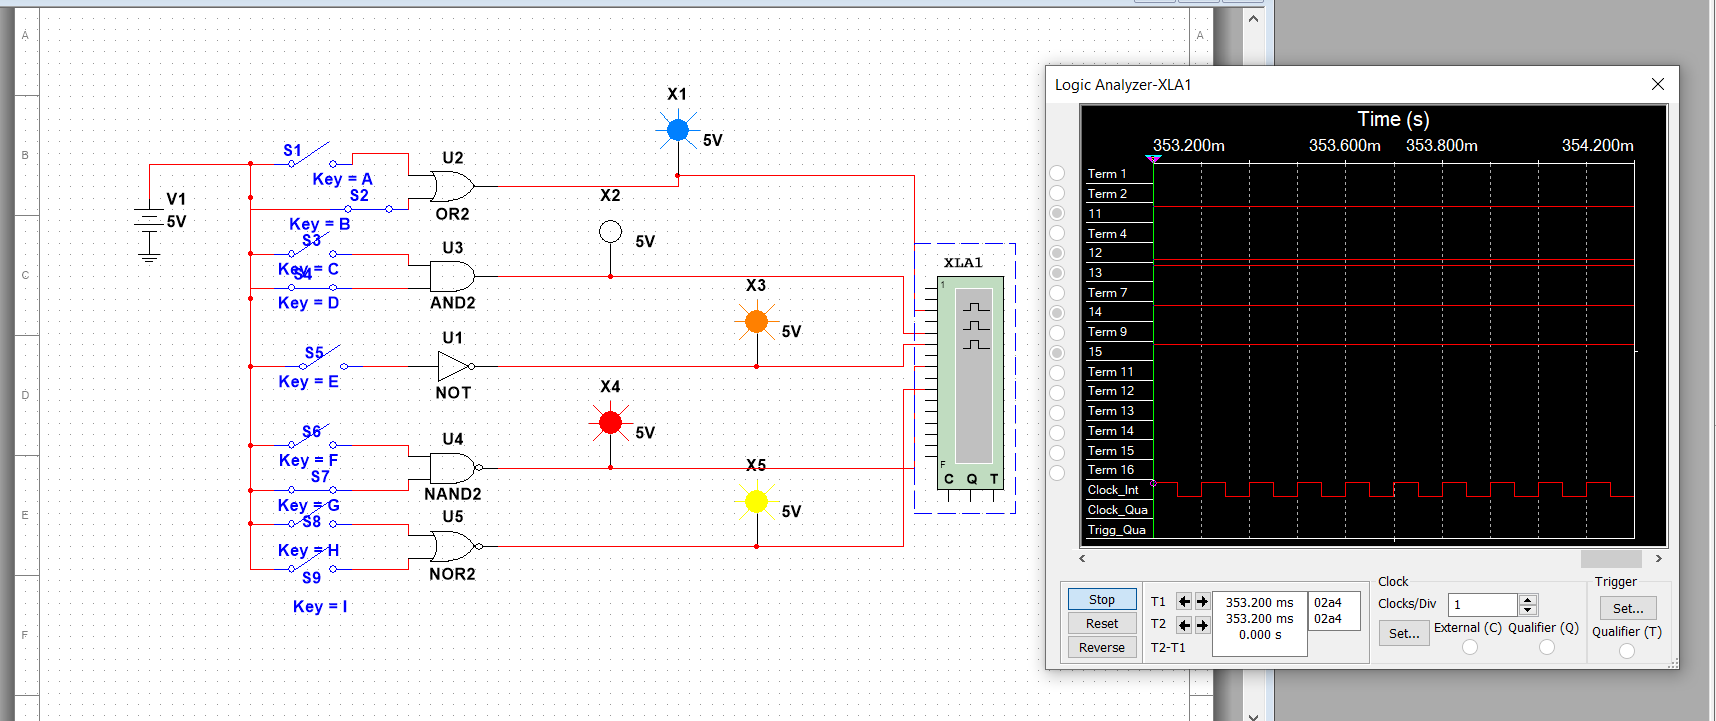 A
B
C
D
E
F
A
X1
5V
S1
Key = A
U2
OR2
S2
Key = B
V1
5V
X2
5V
S3
Key = C
U3
AND2
S4
Key = D
X3
5V
XLA1
1
F
C Q T
U1
NOT
S5
Key = E
X4
5V
S6
Key = F
U4
NAND2
S7
Key = G
X5
5V
U5
NOR2
S8
Key = H
S9
Key = I
Logic Analyzer-XLA1
Time (s)
353.200m 353.600m 353.800m 354.200m
Term 1
Term 2
11
Term 4
12
13
Term 7
14
Term 9
15
Term 11
Term 12
Term 13
Term 14
Term 15
Term 16
Clock_Int
Clock_Qua
Trigg_Qua
Stop
Reset
Reverse
T1 353.200 ms 02a4
T2 353.200 ms 02a4
T2-T1 0.000 s
Clock
Clocks/Div 1
Set... External (C) Qualifier (Q)
Trigger
Set...
Qualifier (T)